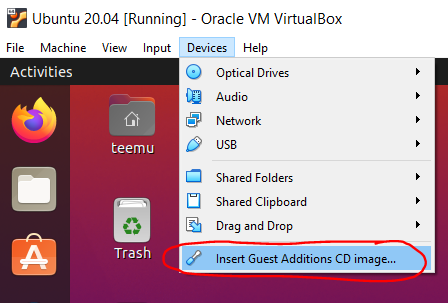 Ubuntu 20.04 [Running] - Oracle VM VirtualBox
File Machine View Input Devices Help
Activities
Optical Drives
Audio
Network
USB
Shared Folders
Shared Clipboard
Drag and Drop
Insert Guest Additions CD image...
teemu
Trash